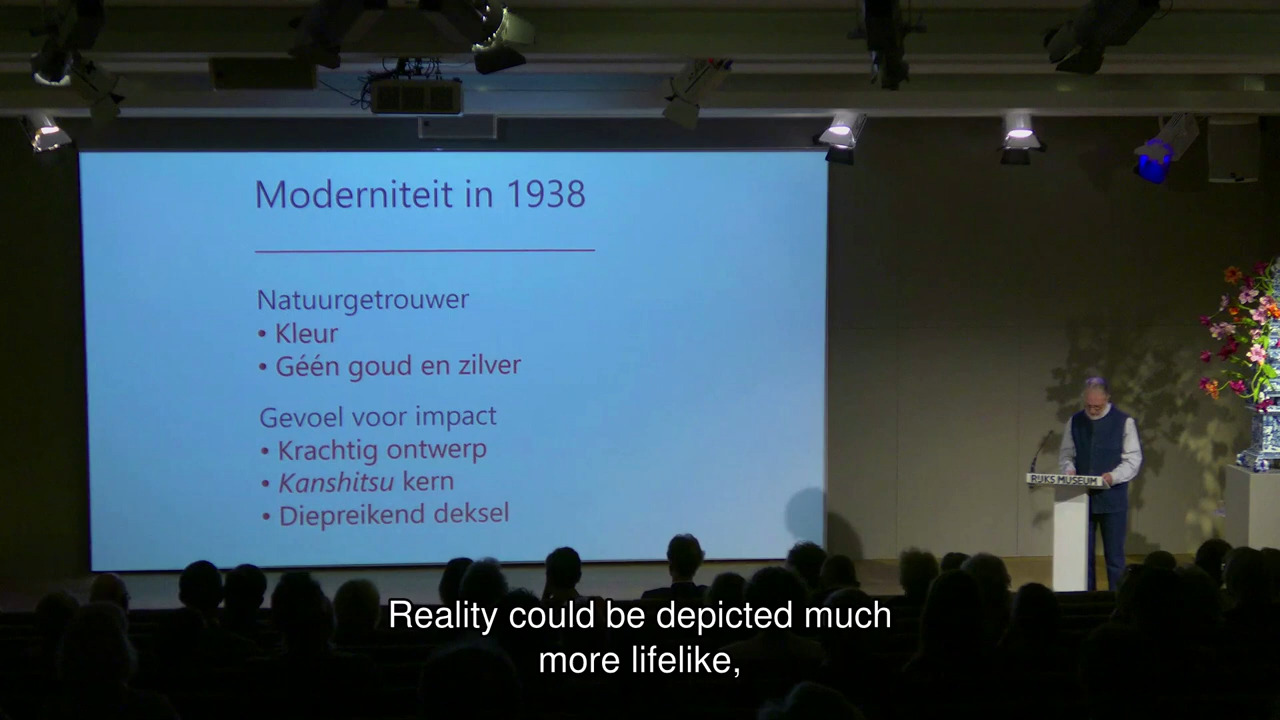 Moderniteit in 1938
Natuurgetrouwer
• Kleur
• Géén goud en zilver
Gevoel voor impact
• Krachtig ontwerp
• Kanshitsu kern
• Diepreikend deksel
RIJKS MUSEUM
Reality could be depicted much
more lifelike,